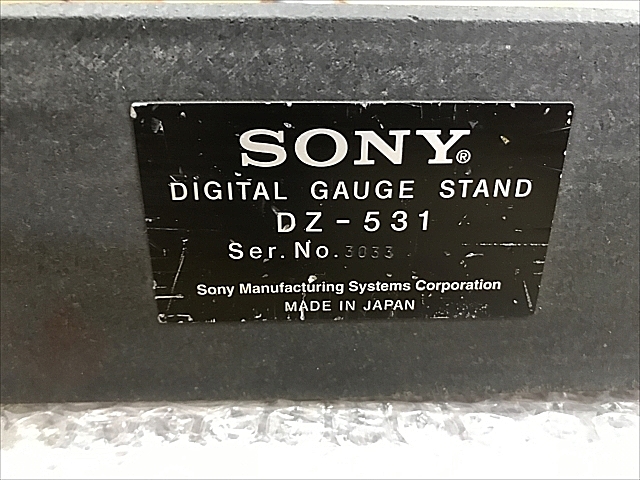 SONY®
DIGITAL GAUGE STAND
DZ-531
Ser. No. 3033
Sony Manufacturing Systems Corporation
MADE IN JAPAN